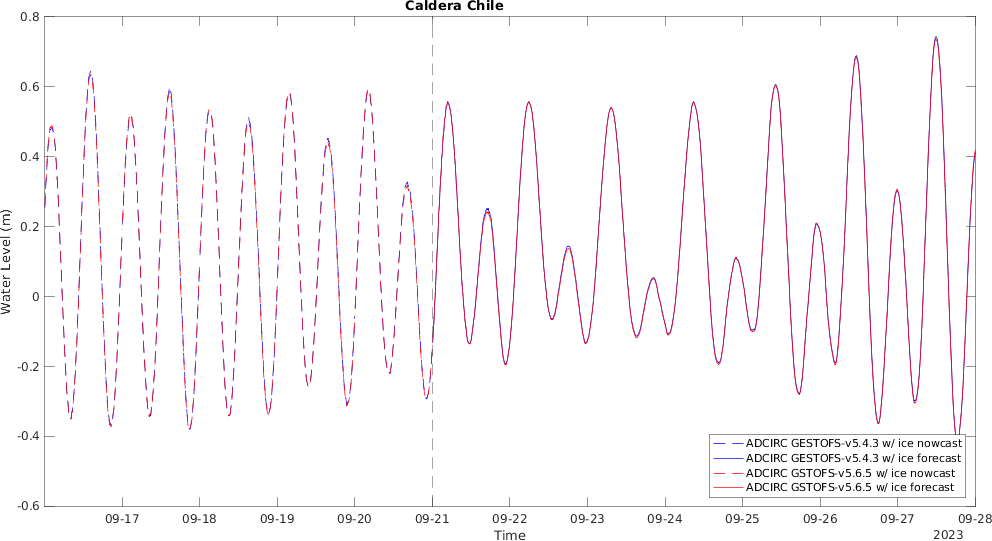 Caldera Chile
0.8
0.6
0.4
0.2
0
-0.2
-0.4
-0.6
Water Level (m)
ADCIRC GESTOFS-v5.4.3 w/ ice nowcast
ADCIRC GESTOFS-v5.4.3 w/ ice forecast
ADCIRC GSTOFS-v5.6.5 w/ ice nowcast
ADCIRC GSTOFS-v5.6.5 w/ ice forecast
09-17 09-18 09-19 09-20 09-21 09-22 09-23 09-24 09-25 09-26 09-27 09-28
Time
2023